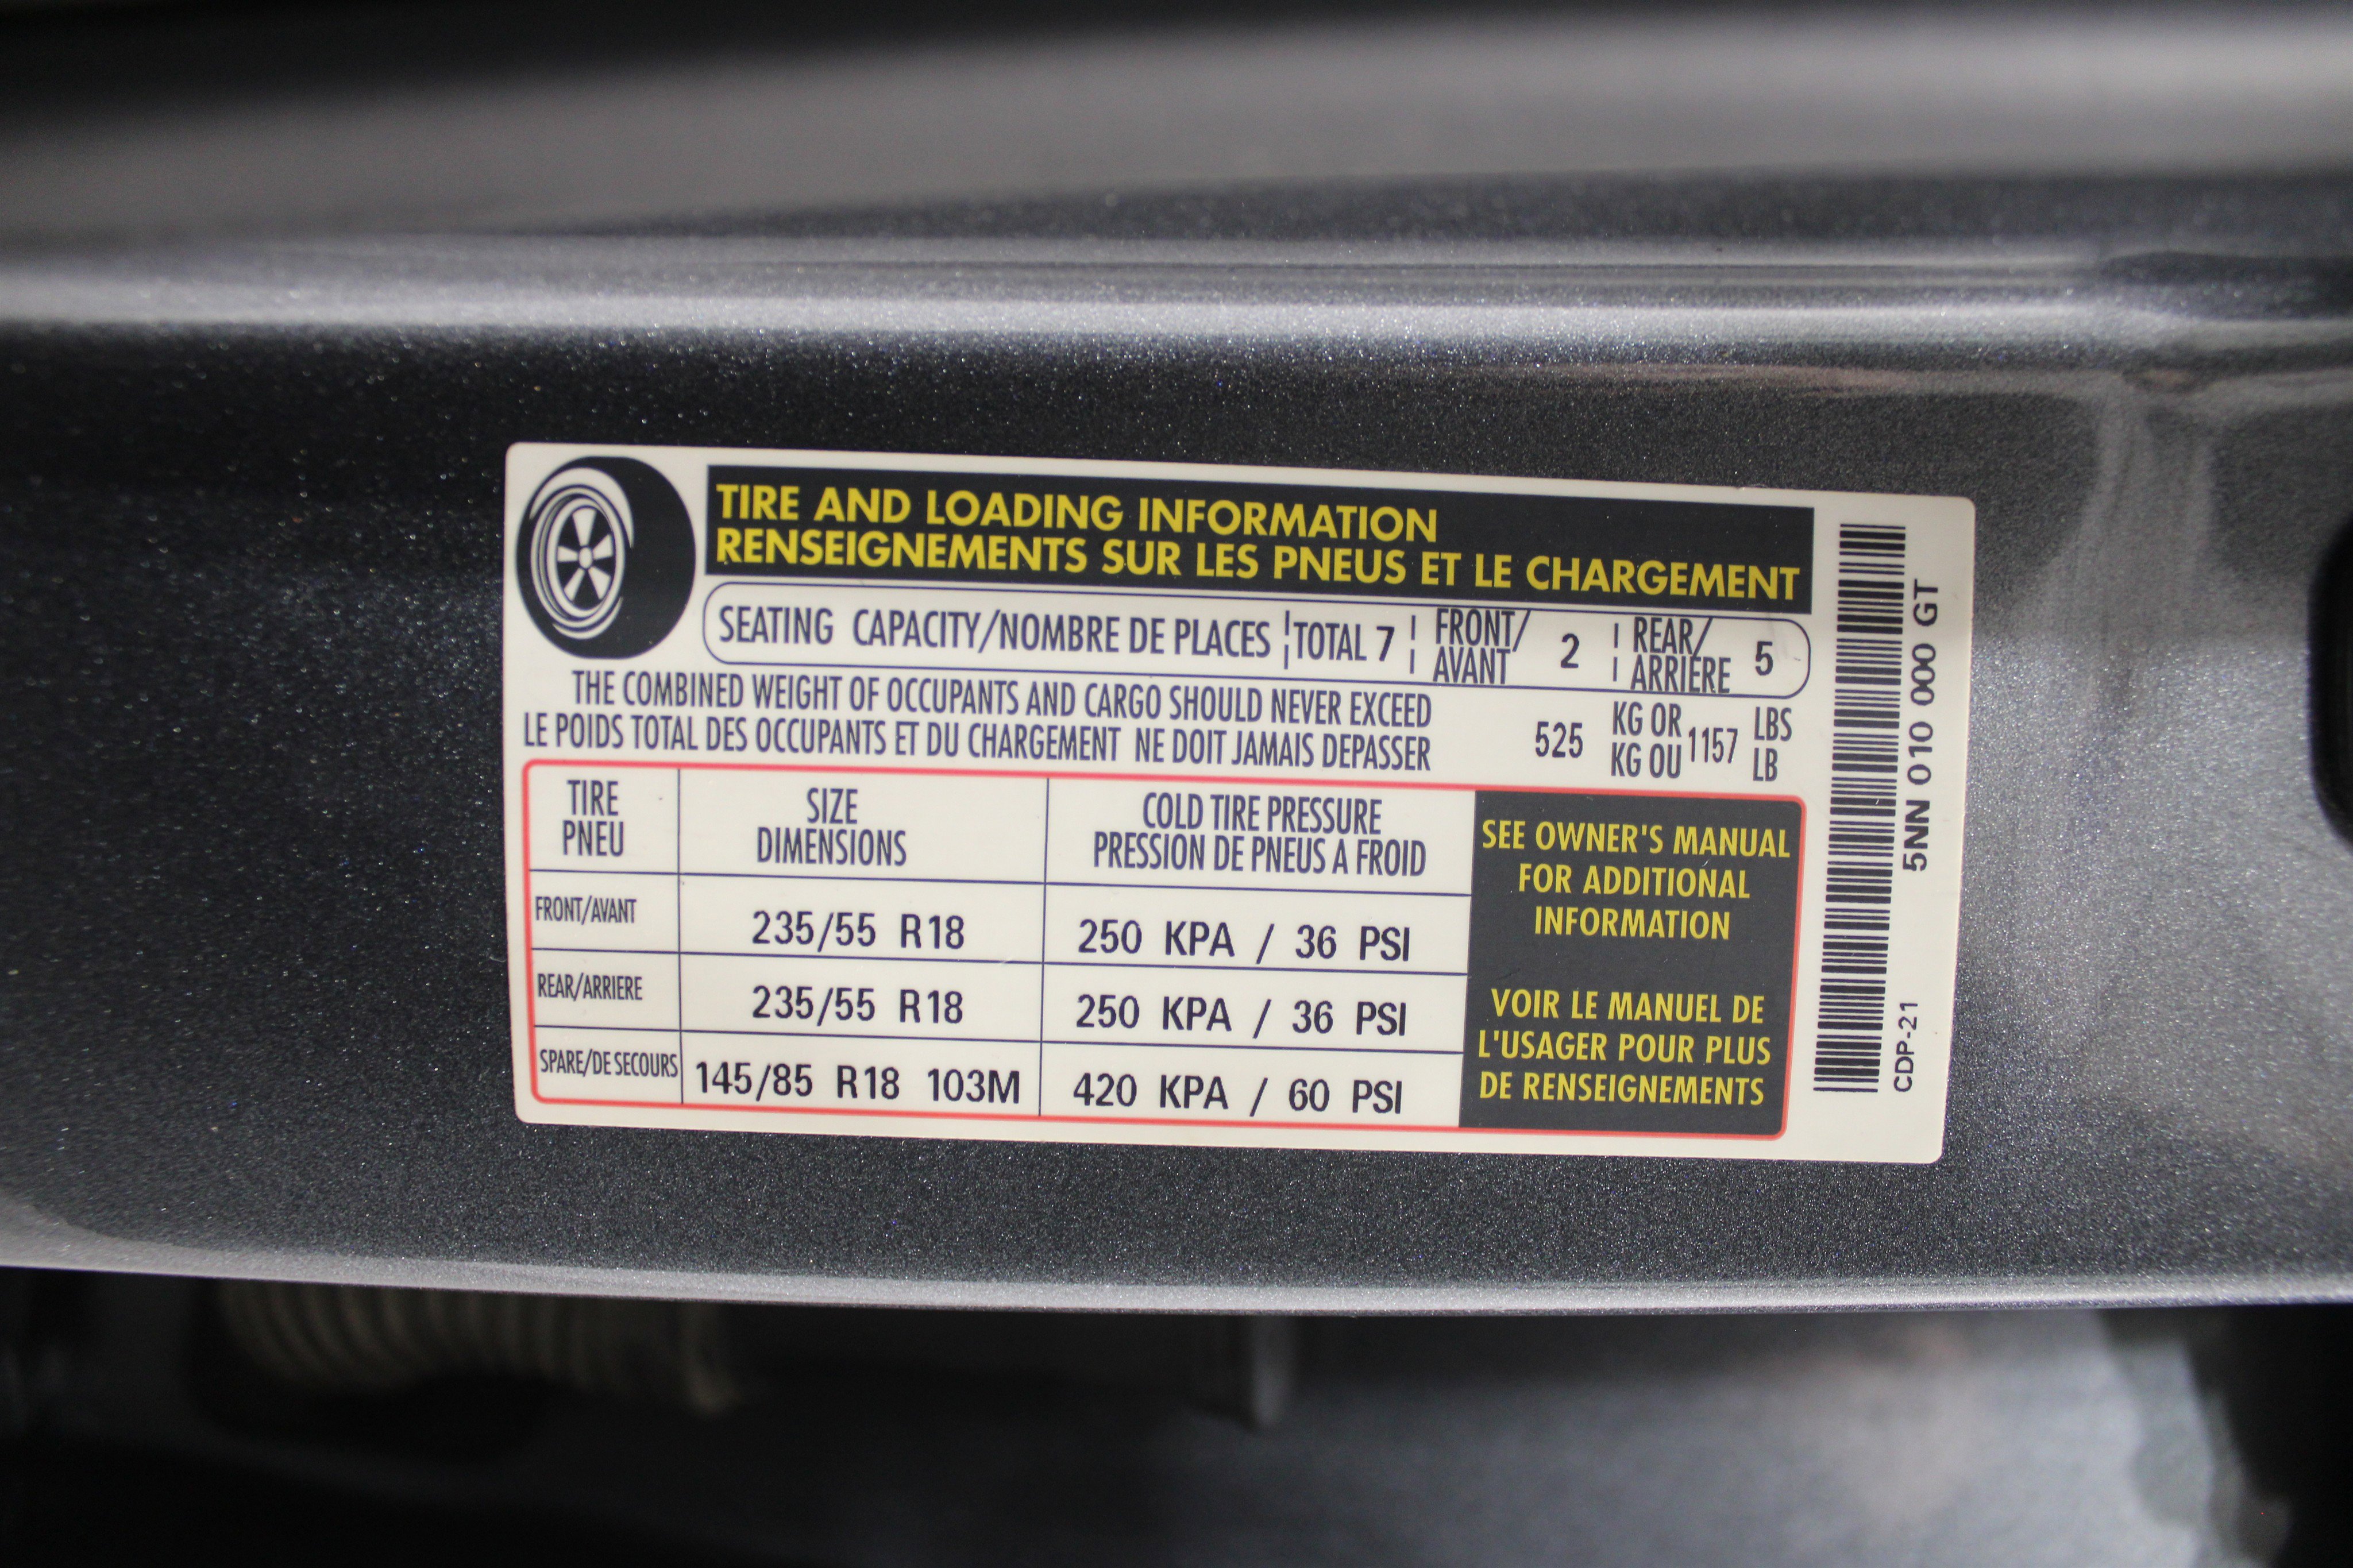 TIRE AND LOADING INFORMATION
RENSEIGNEMENTS SUR LES PNEUS ET LE CHARGEMENT
SEATING CAPACITY/NOMBRE DE PLACES TOTAL 7 FRONT/AVANT 2 REAR/ARRIÈRE 5
THE COMBINED WEIGHT OF OCCUPANTS AND CARGO SHOULD NEVER EXCEED
LE POIDS TOTAL DES OCCUPANTS ET DU CHARGEMENT NE DOIT JAMAIS DEPASSER
525 KG OR 1157 LBS
KG OU LB
TIRE SIZE COLD TIRE PRESSURE
PNEU DIMENSIONS PRESSION DE PNEUS A FROID
FRONT/AVANT 235/55 R18 250 KPA / 36 PSI
REAR/ARRIERE 235/55 R18 250 KPA / 36 PSI
SPARE/DE SECOURS 145/85 R18 103M 420 KPA / 60 PSI
SEE OWNER'S MANUAL
FOR ADDITIONAL
INFORMATION
VOIR LE MANUEL DE
L'USAGER POUR PLUS
DE RENSEIGNEMENTS
5NN 010 000 GT
CDP-21